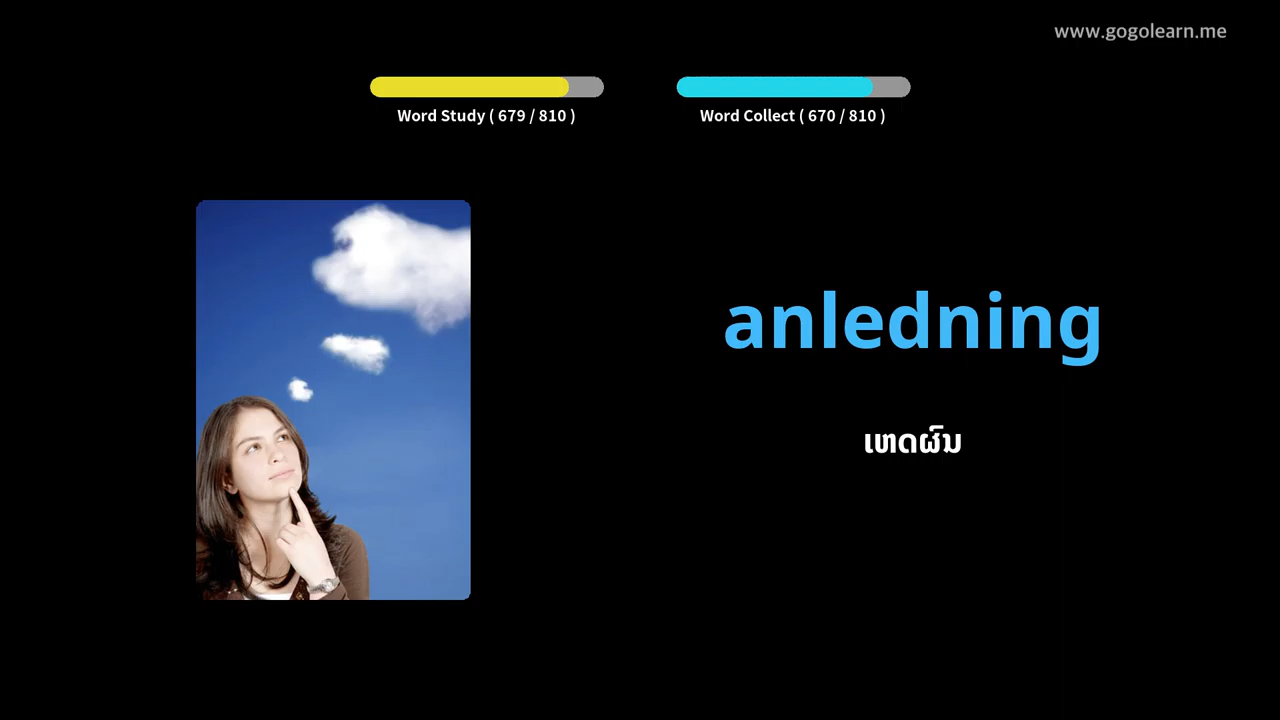 www.gogolearn.me
Word Study ( 679 / 810 )
Word Collect ( 670 / 810 )
anledning
ເຫດຜົນ